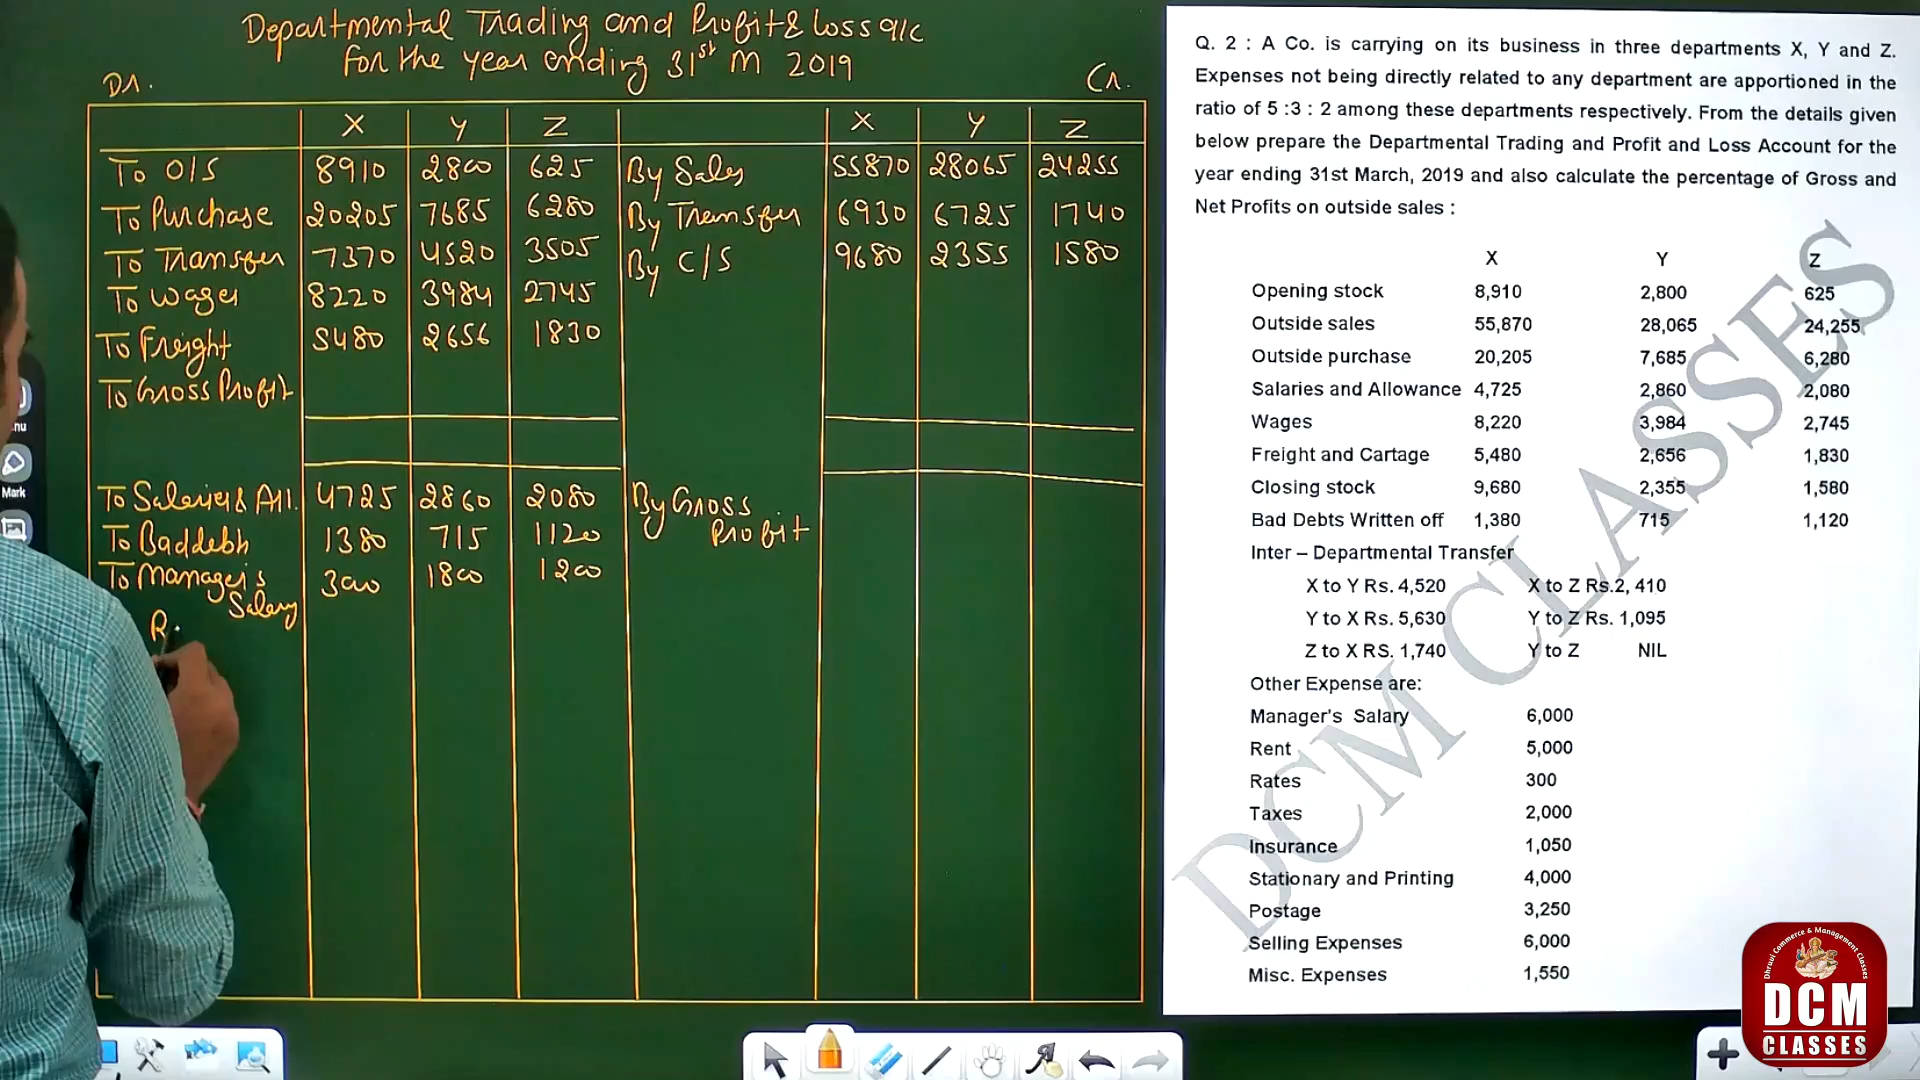 Departmental Trading and Profit & Loss a/c
for the year ending 31st M 2019
Dr. Cr.
X Y Z X Y Z
To O/S 8910 2800 625 By Sales 55870 28065 24255
To Purchase 20205 7685 6280 By Transfer 6930 6725 1740
To Transfer 7370 4520 3505 By C/S 9680 2355 1580
To Wages 8220 3984 2745
To Freight 5480 2656 1830
To Gross Profit
To Salaries & All. 4725 2860 2080 By Gross
Profit
To Baddebts 1380 715 1120
To Manager's 3000 1800 1200
Salary
R
Q. 2 : A Co. is carrying on its business in three departments X, Y and Z.
Expenses not being directly related to any department are apportioned in the
ratio of 5 :3 : 2 among these departments respectively. From the details given
below prepare the Departmental Trading and Profit and Loss Account for the
year ending 31st March, 2019 and also calculate the percentage of Gross and
Net Profits on outside sales :
X Y Z
Opening stock 8,910 2,800 625
Outside sales 55,870 28,065 24,255
Outside purchase 20,205 7,685 6,280
Salaries and Allowance 4,725 2,860 2,080
Wages 8,220 3,984 2,745
Freight and Cartage 5,480 2,656 1,830
Closing stock 9,680 2,355 1,580
Bad Debts Written off 1,380 715 1,120
Inter – Departmental Transfer
X to Y Rs. 4,520 X to Z Rs.2, 410
Y to X Rs. 5,630 Y to Z Rs. 1,095
Z to X RS. 1,740 Y to Z NIL
Other Expense are:
Manager's Salary 6,000
Rent 5,000
Rates 300
Taxes 2,000
Insurance 1,050
Stationary and Printing 4,000
Postage 3,250
Selling Expenses 6,000
Misc. Expenses 1,550
DCM CLASSES
Dhruvi Commerce & Management Classes
DCM
CLASSES
nu
Mark